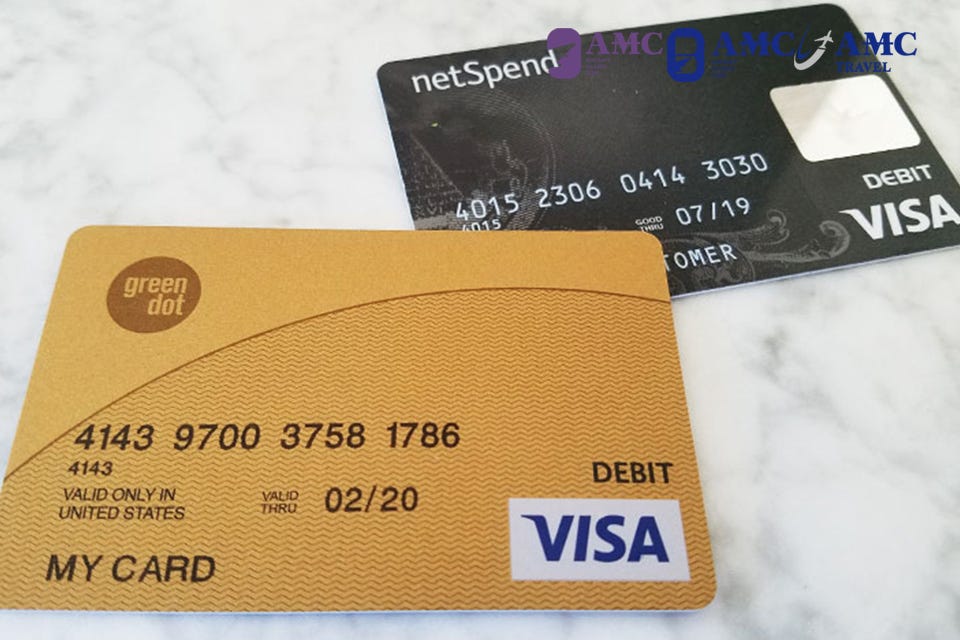 AMC AMC AMC
TRAVEL
netSpend
4015 2306 0414 3030
4015
GOOD
THRU 07/19
TOMER
DEBIT
VISA
green
dot
4143 9700 3758 1786
4143
VALID ONLY IN
UNITED STATES
VALID
THRU 02/20
MY CARD
DEBIT
VISA